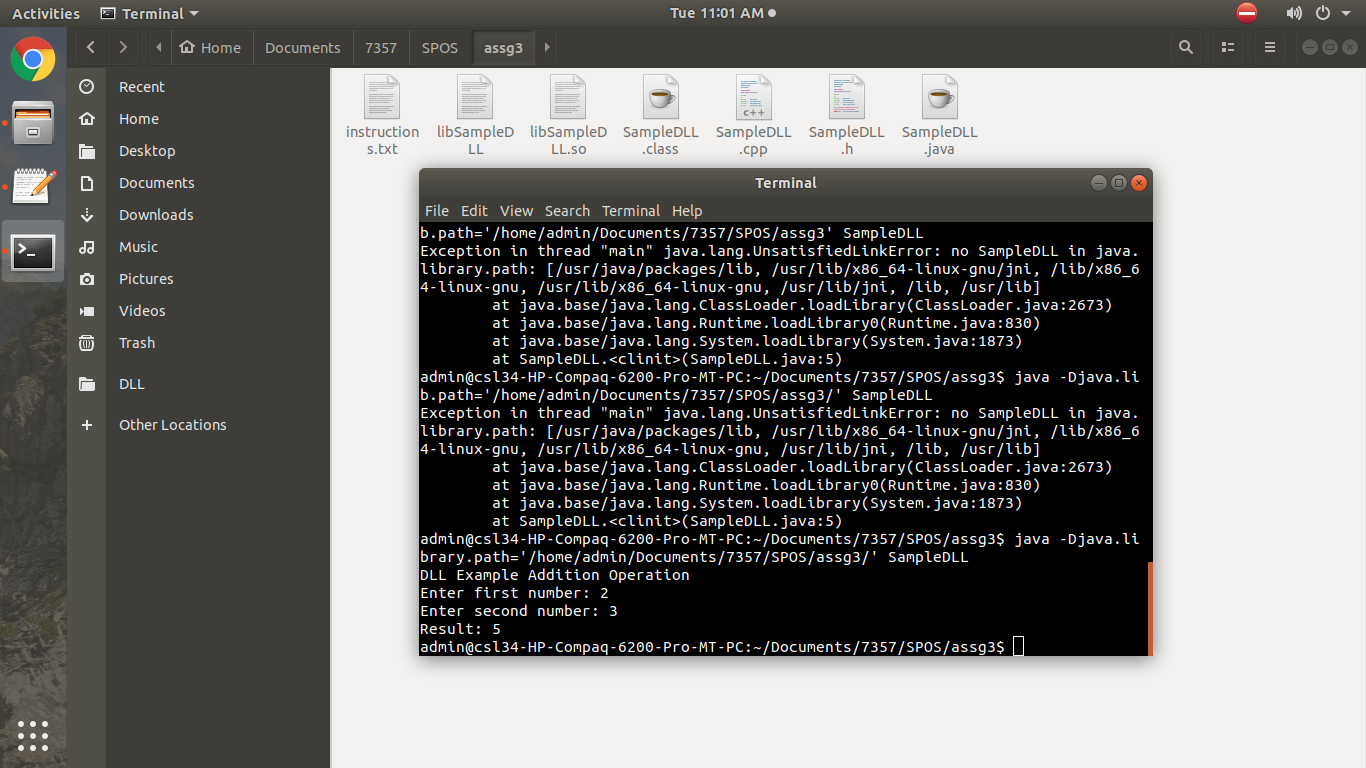 Activities Terminal Tue 11:01 AM
Home Documents 7357 SPOS assg3
Recent
Home
Desktop
Documents
Downloads
Music
Pictures
Videos
Trash
DLL
Other Locations
instruction
s.txt
libSampleD
LL
libSampleD
LL.so
SampleDLL
.class
SampleDLL
.cpp
SampleDLL
.h
SampleDLL
.java
c++
Terminal
File Edit View Search Terminal Help
b.path='/home/admin/Documents/7357/SPOS/assg3' SampleDLL
Exception in thread "main" java.lang.UnsatisfiedLinkError: no SampleDLL in java.
library.path: [/usr/java/packages/lib, /usr/lib/x86_64-linux-gnu/jni, /lib/x86_6
4-linux-gnu, /usr/lib/x86_64-linux-gnu, /usr/lib/jni, /lib, /usr/lib]
at java.base/java.lang.ClassLoader.loadLibrary(ClassLoader.java:2673)
at java.base/java.lang.Runtime.loadLibrary0(Runtime.java:830)
at java.base/java.lang.System.loadLibrary(System.java:1873)
at SampleDLL.<clinit>(SampleDLL.java:5)
admin@csl34-HP-Compaq-6200-Pro-MT-PC:~/Documents/7357/SPOS/assg3$ java -Djava.li
b.path='/home/admin/Documents/7357/SPOS/assg3/' SampleDLL
Exception in thread "main" java.lang.UnsatisfiedLinkError: no SampleDLL in java.
library.path: [/usr/java/packages/lib, /usr/lib/x86_64-linux-gnu/jni, /lib/x86_6
4-linux-gnu, /usr/lib/x86_64-linux-gnu, /usr/lib/jni, /lib, /usr/lib]
at java.base/java.lang.ClassLoader.loadLibrary(ClassLoader.java:2673)
at java.base/java.lang.Runtime.loadLibrary0(Runtime.java:830)
at java.base/java.lang.System.loadLibrary(System.java:1873)
at SampleDLL.<clinit>(SampleDLL.java:5)
admin@csl34-HP-Compaq-6200-Pro-MT-PC:~/Documents/7357/SPOS/assg3$ java -Djava.li
brary.path='/home/admin/Documents/7357/SPOS/assg3/' SampleDLL
DLL Example Addition Operation
Enter first number: 2
Enter second number: 3
Result: 5
admin@csl34-HP-Compaq-6200-Pro-MT-PC:~/Documents/7357/SPOS/assg3$